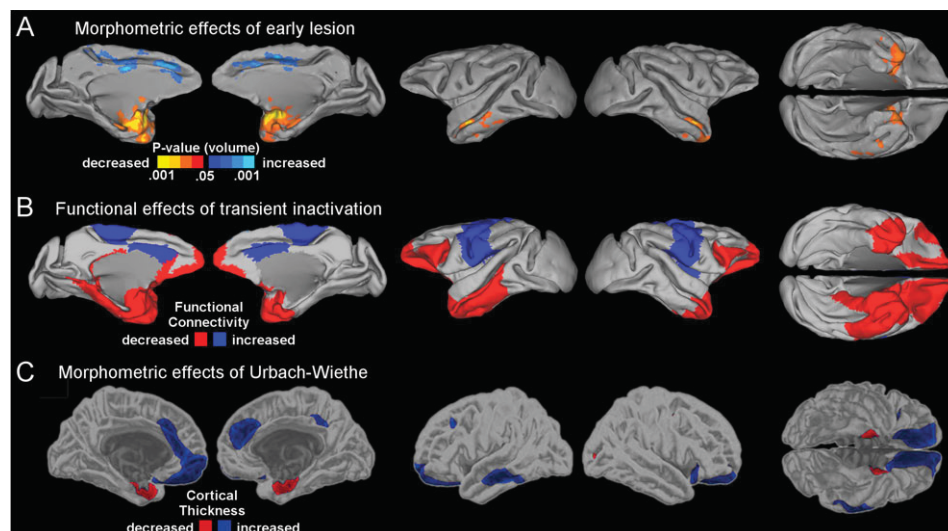 A Morphometric effects of early lesion
P-value (volume)
decreased increased
.001 .05 .001
B Functional effects of transient inactivation
Functional
Connectivity
decreased increased
C Morphometric effects of Urbach-Wiethe
Cortical
Thickness
decreased increased